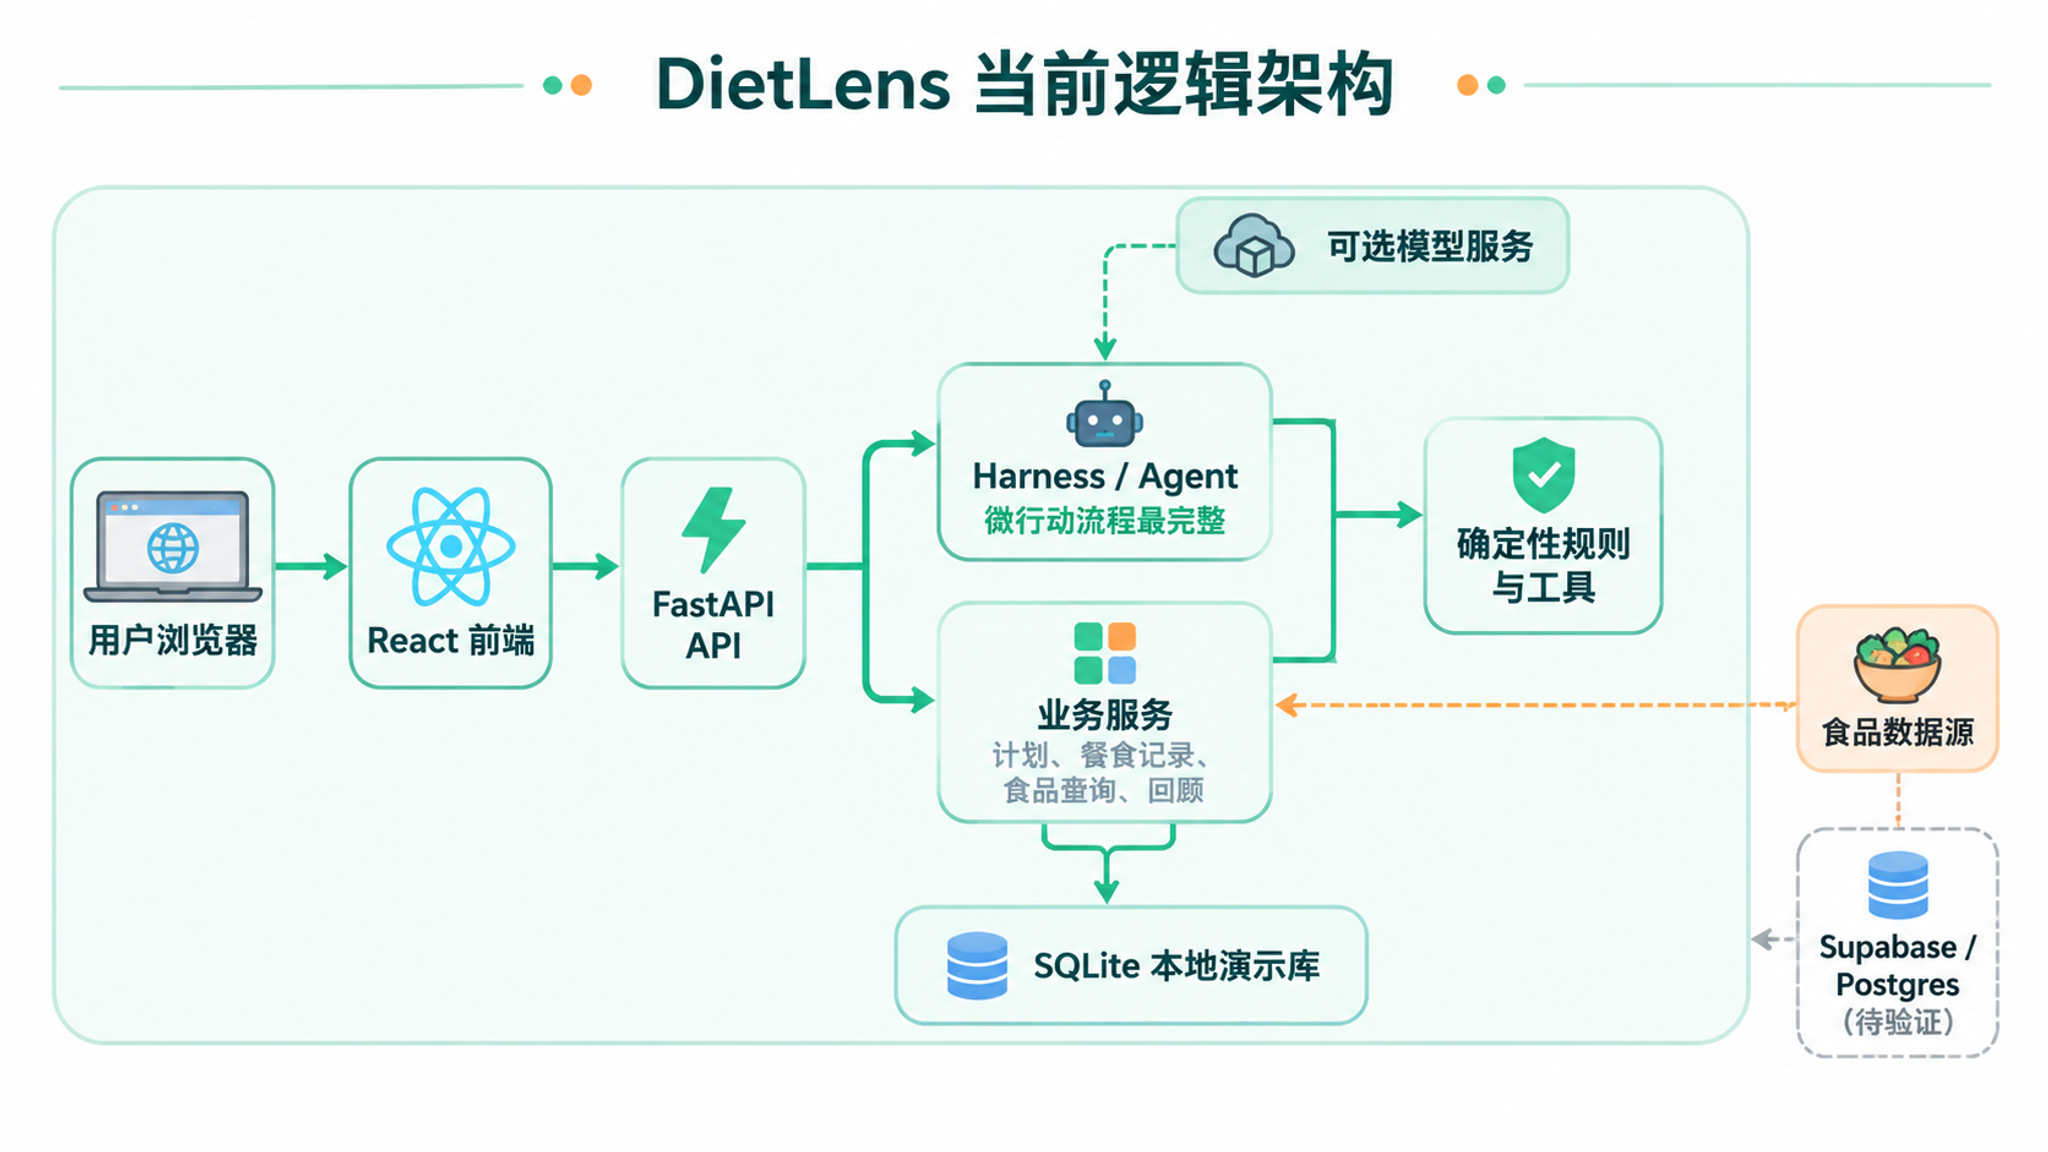 DietLens 当前逻辑架构
可选模型服务
Harness / Agent
微行动流程最完整
确定性规则
与工具
用户浏览器
React 前端
FastAPI
API
业务服务
计划、餐食记录、
食品查询、回顾
食品数据源
SQLite 本地演示库
Supabase /
Postgres
（待验证）